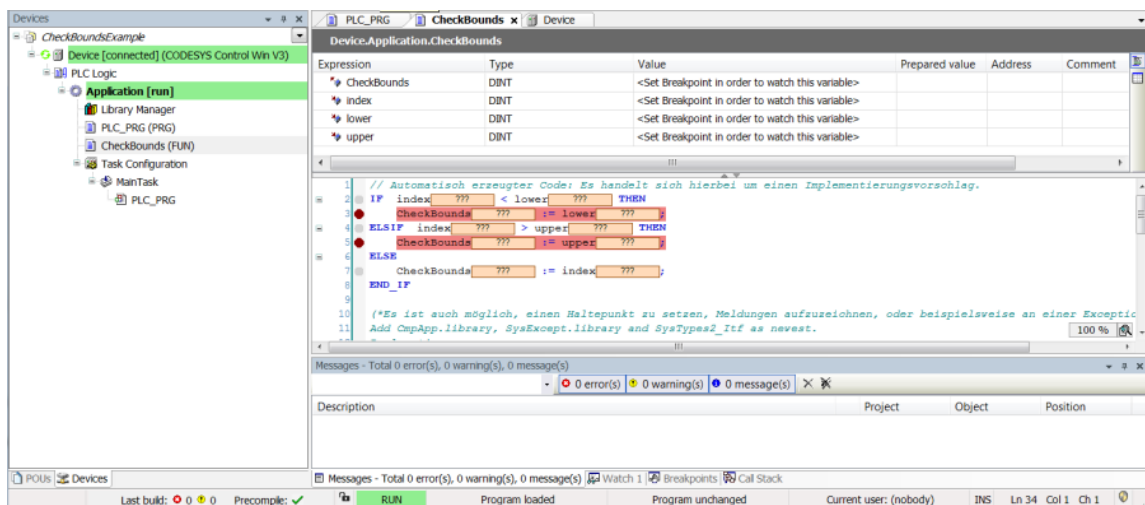 Devices
CheckBoundsExample
Device [connected] (CODESYS Control Win V3)
PLC Logic
Application [run]
Library Manager
PLC_PRG (PRG)
CheckBounds (FUN)
Task Configuration
MainTask
PLC_PRG
POUs Devices
PLC_PRG CheckBounds x Device
Device.Application.CheckBounds
Expression Type Value Prepared value Address Comment
CheckBounds DINT <Set Breakpoint in order to watch this variable>
index DINT <Set Breakpoint in order to watch this variable>
lower DINT <Set Breakpoint in order to watch this variable>
upper DINT <Set Breakpoint in order to watch this variable>
1 // Automatisch erzeugter Code: Es handelt sich hierbei um einen Implementierungsvorschlag.
2 IF index ??? < lower ??? THEN
3 CheckBounds ??? := lower ??? ;
4 ELSIF index ??? > upper ??? THEN
5 CheckBounds ??? := upper ??? ;
6 ELSE
7 CheckBounds ??? := index ??? ;
8 END_IF
9
10 (*Es ist auch möglich, einen Haltepunkt zu setzen, Meldungen aufzuzeichnen, oder beispielsweise an einer Exceptio
11 Add CmpApp.library, SysExcept.library and SysTypes2_Itf as newest.
100 %
Messages - Total 0 error(s), 0 warning(s), 0 message(s)
0 error(s) 0 warning(s) 0 message(s)
Description Project Object Position
Messages - Total 0 error(s), 0 warning(s), 0 message(s) Watch 1 Breakpoints Call Stack
Last build: 0 0 Precompile: RUN Program loaded Program unchanged Current user: (nobody) INS Ln 34 Col 1 Ch 1